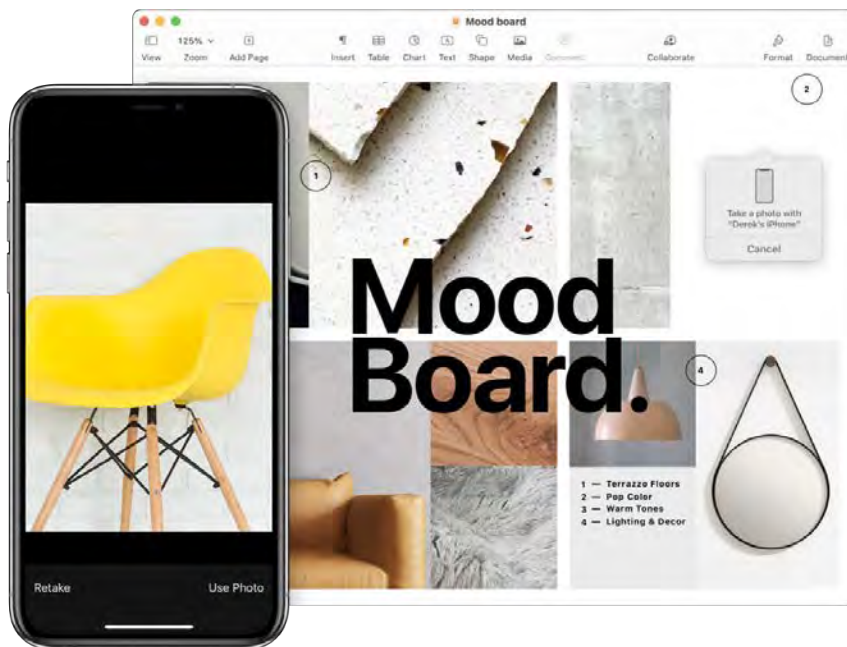 Mood board
125%
View Zoom Add Page Insert Table Chart Text Shape Media Comment Collaborate Format Document
2
1
Take a photo with
"Derek's iPhone"
Cancel
Mood
Board.
4
1 — Terrazzo Floors
2 — Pop Color
3 — Warm Tones
4 — Lighting & Decor
Retake Use Photo